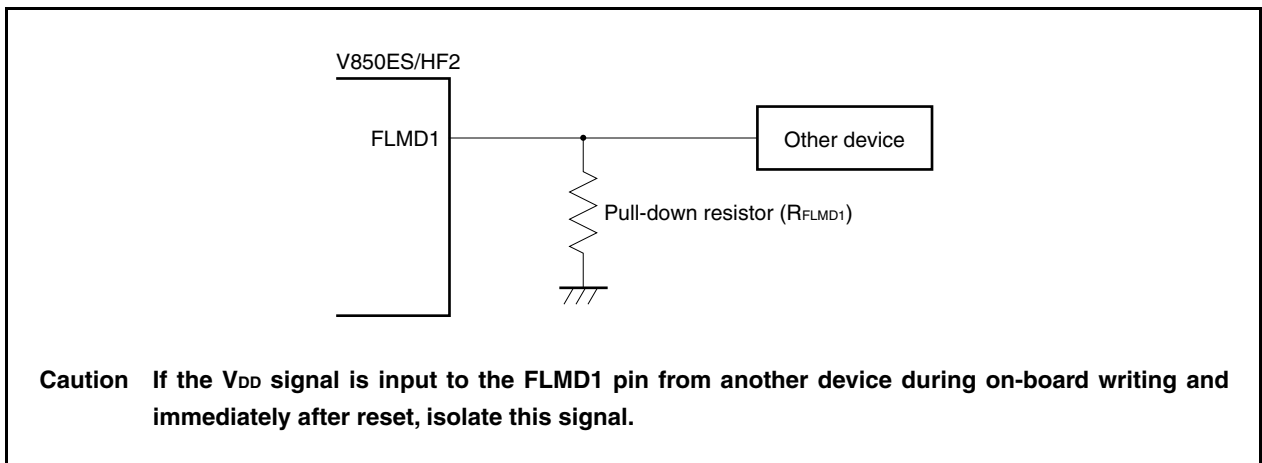 V850ES/HF2
FLMD1
Other device
Pull-down resistor (RFLMD1)
Caution If the VDD signal is input to the FLMD1 pin from another device during on-board writing and
immediately after reset, isolate this signal.